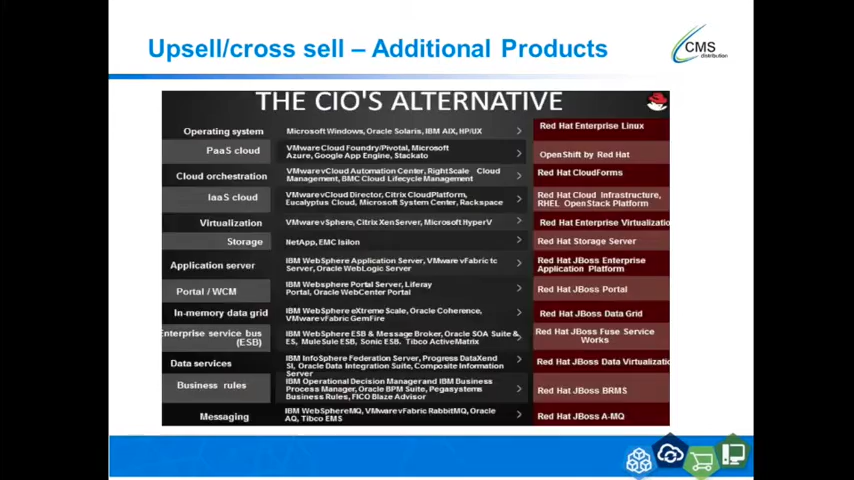 Upsell/cross sell – Additional Products
CMS
distribution
THE CIO'S ALTERNATIVE
Operating system
Microsoft Windows, Oracle Solaris, IBM AIX, HP/UX
Red Hat Enterprise Linux
PaaS cloud
VMware Cloud Foundry/Pivotal, Microsoft
Azure, Google App Engine, Stackato
OpenShift by Red Hat
Cloud orchestration
VMware vCloud Automation Center, RightScale Cloud
Management, BMC Cloud Lifecycle Management
Red Hat CloudForms
IaaS cloud
VMware vCloud Director, Citrix CloudPlatform,
Eucalyptus Cloud, Microsoft System Center, Rackspace
Red Hat Cloud Infrastructure,
RHEL OpenStack Platform
Virtualization
VMware vSphere, Citrix XenServer, Microsoft HyperV
Red Hat Enterprise Virtualizatio
Storage
NetApp, EMC Isilon
Red Hat Storage Server
Application server
IBM Websphere Application Server, VMware vFabric tc
Server, Oracle WebLogic Server
Red Hat JBoss Enterprise
Application Platform
Portal / WCM
IBM Websphere Portal Server, Liferay
Portal, Oracle WebCenter Portal
Red Hat JBoss Portal
In-memory data grid
IBM WebSphere eXtreme Scale, Oracle Coherence,
VMware vFabric GemFire
Red Hat JBoss Data Grid
Enterprise service bus
(ESB)
IBM WebSphere ESB & Message Broker, Oracle SOA Suite &
ES, MuleSule ESB, Sonic ESB. Tibco ActiveMatrix
Red Hat JBoss Fuse Service
Works
Data services
IBM InfoSphere Federation Server, Progress DataXend
SI, Oracle Data Integration Suite, Composite Information
Server
Red Hat JBoss Data Virtualizatio
Business rules
IBM Operational Decision Manager and IBM Business
Process Manager, Oracle BPM Suite, Pegasystems
Business Rules, FICO Blaze Advisor
Red Hat JBoss BRMS
Messaging
IBM WebSphereMQ, VMware vFabric RabbitMQ, Oracle
AQ, Tibco EMS
Red Hat JBoss A-MQ